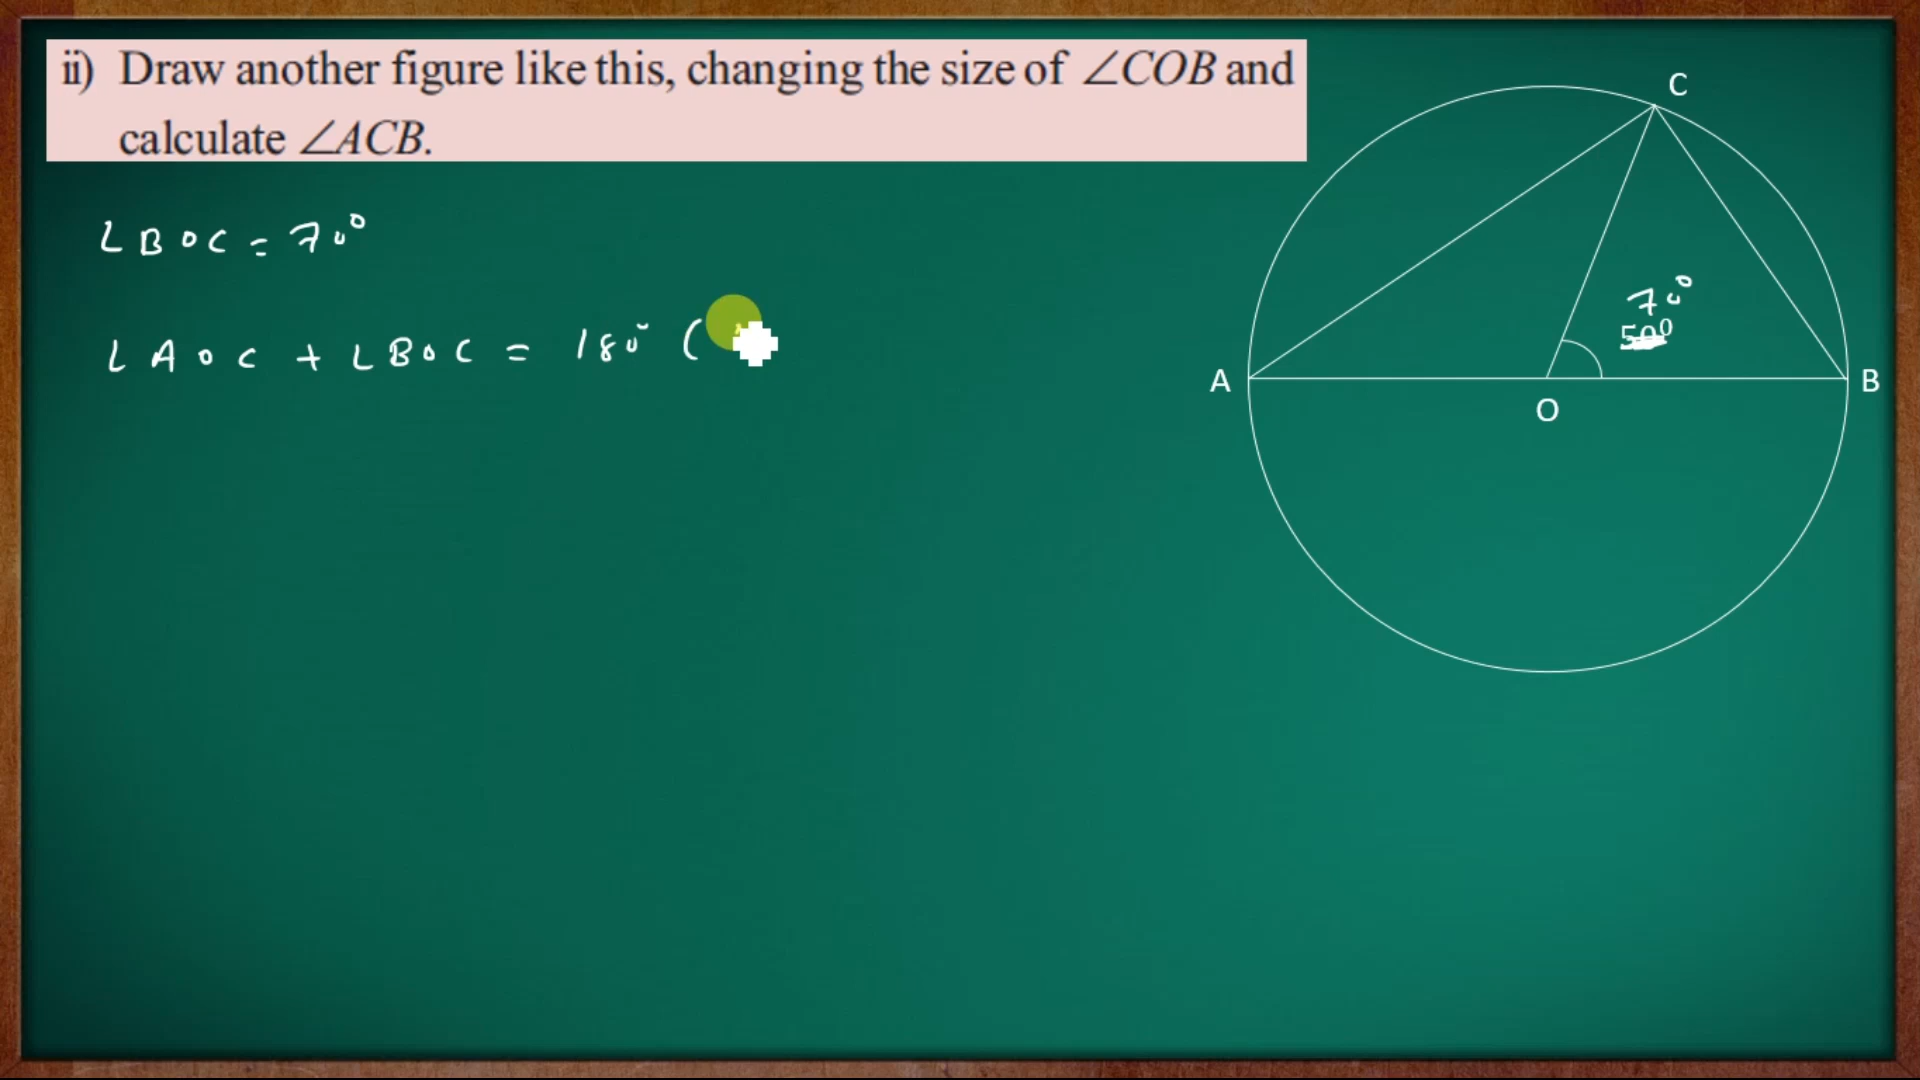 ii) Draw another figure like this, changing the size of ∠COB and
calculate ∠ACB.
∠BOC = 70°
∠AOC + ∠BOC = 180° (
C
70°
50⁰
A
B
O